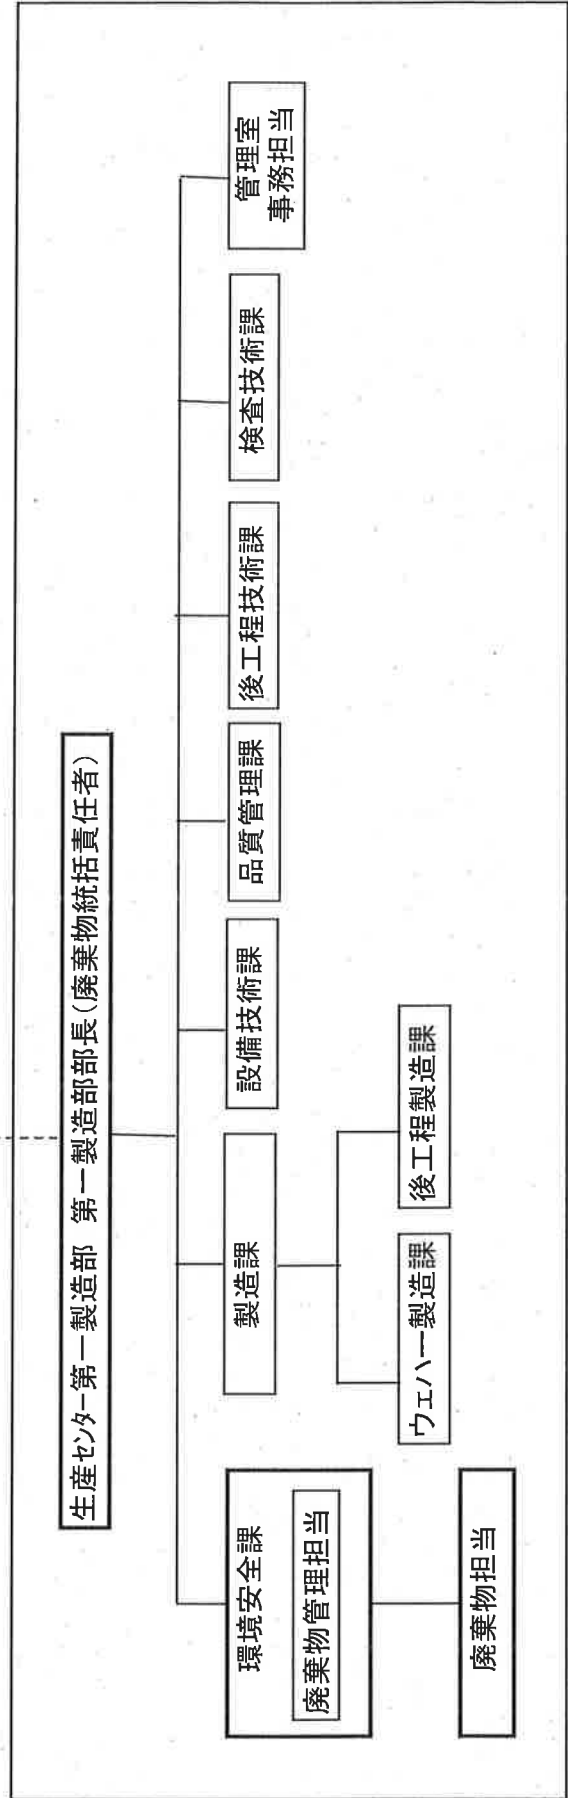 生産センター第一製造部　第一製造部部長(廃棄物統括責任者)
環境安全課
廃棄物管理担当
廃棄物担当
製造課
ウェハー製造課
後工程製造課
設備技術課
品質管理課
後工程技術課
検査技術課
管理室
事務担当